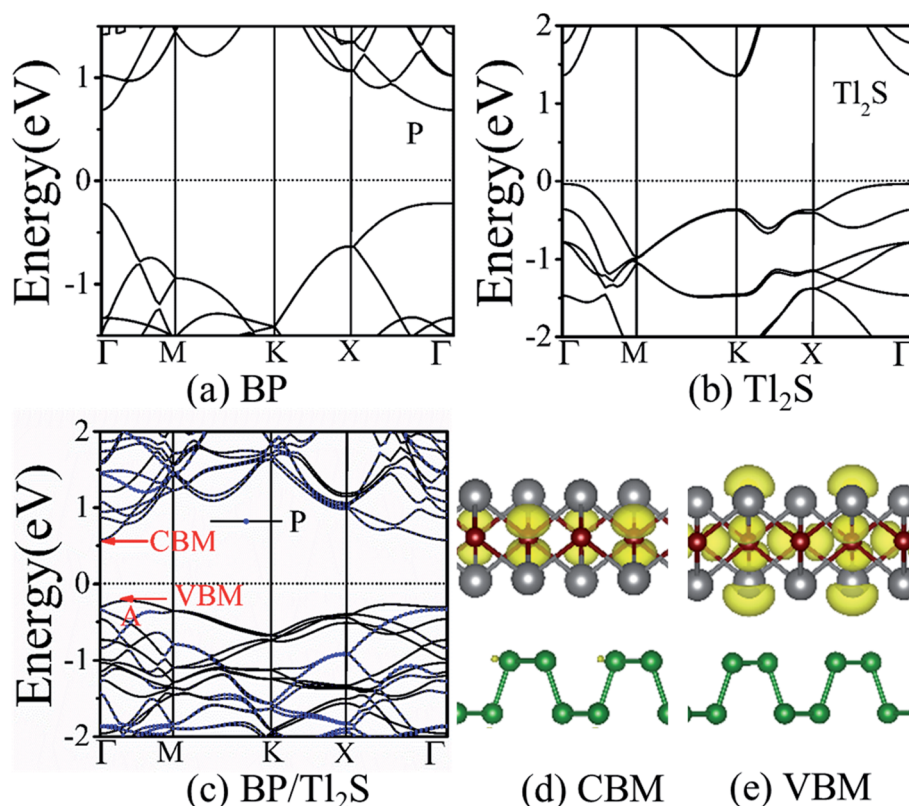 Energy(eV)
1
0
-1
P
Γ M K X Γ
(a) BP
Energy(eV)
2
1
0
-1
-2
Tl₂S
Γ M K X Γ
(b) Tl₂S
Energy(eV)
2
1
0
-1
-2
P
CBM
VBM
A
Γ M K X Γ
(c) BP/Tl₂S
(d) CBM
(e) VBM